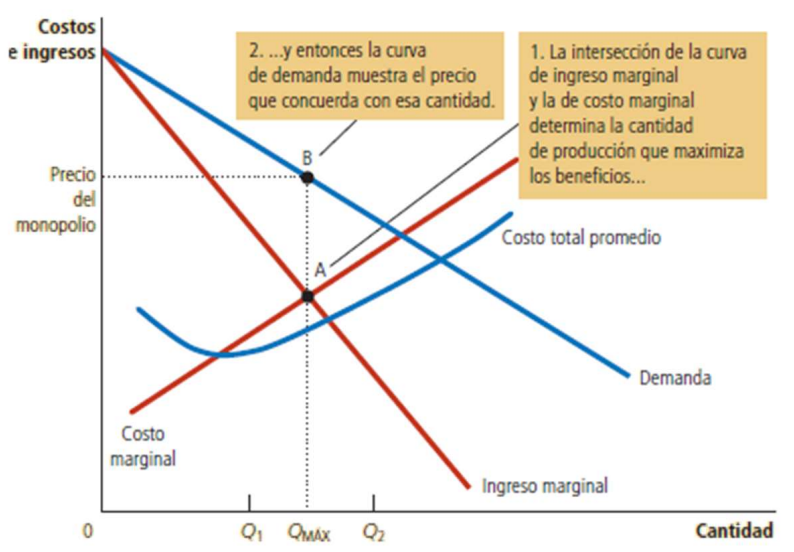 Costos
e ingresos
2. ...y entonces la curva
de demanda muestra el precio
que concuerda con esa cantidad.
1. La intersección de la curva
de ingreso marginal
y la de costo marginal
determina la cantidad
de producción que maximiza
los beneficios...
B
Precio
del
monopolio
Costo total promedio
A
Demanda
Costo
marginal
Ingreso marginal
0
Q1
QMÁX
Q2
Cantidad